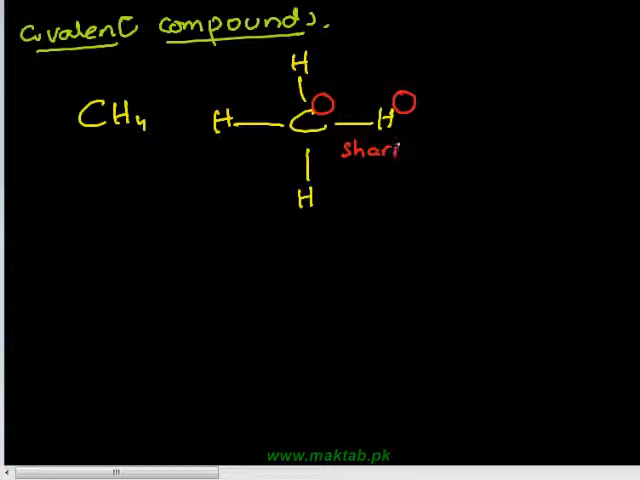 covalent compounds.
H
CH4 H C H
shari
H
www.maktab.pk